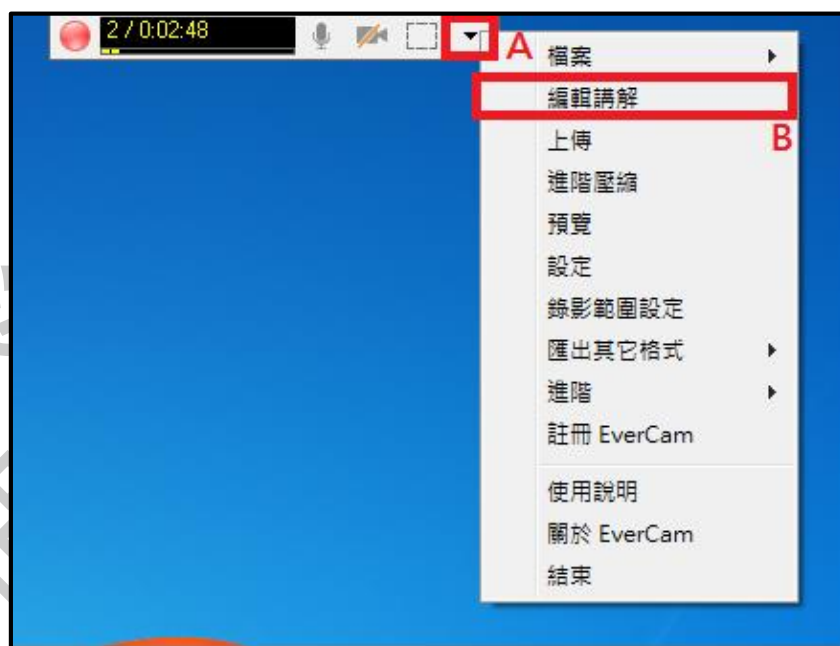 2 / 0:02:48
A
檔案
編輯講解
B
上傳
進階壓縮
預覽
設定
錄影範圍設定
匯出其它格式
進階
註冊 EverCam
使用說明
關於 EverCam
結束